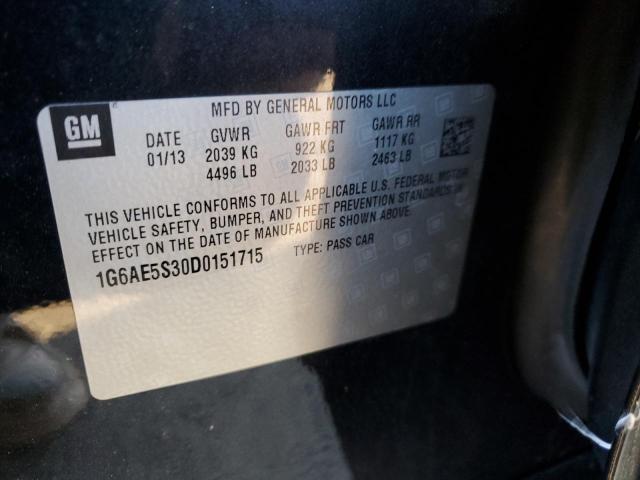 GM
MFD BY GENERAL MOTORS LLC
DATE GVWR GAWR FRT GAWR RR
01/13 2039 KG 922 KG 1117 KG
4496 LB 2033 LB 2463 LB
THIS VEHICLE CONFORMS TO ALL APPLICABLE U.S. FEDERAL MOTOR
VEHICLE SAFETY, BUMPER, AND THEFT PREVENTION STANDARDS IN
EFFECT ON THE DATE OF MANUFACTURE SHOWN ABOVE.
1G6AE5S30D0151715 TYPE: PASS CAR